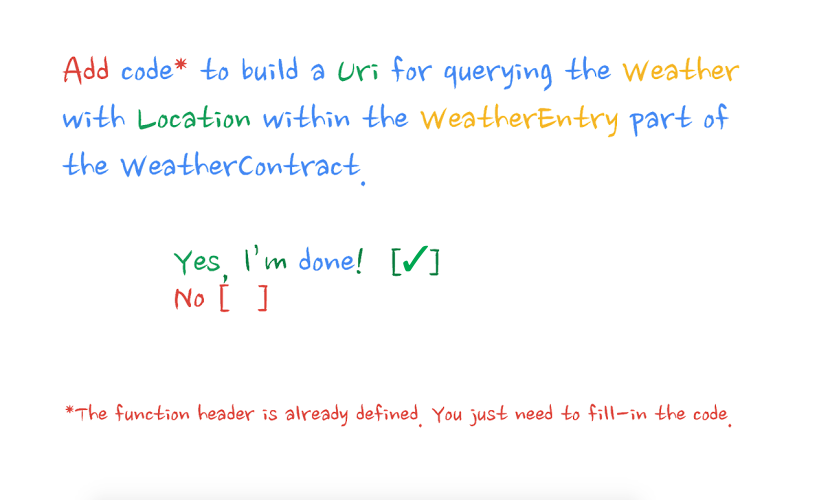 Add code* to build a Uri for querying the Weather
with Location within the WeatherEntry part of
the WeatherContract.
Yes, I'm done! [✓]
No [ ]
*The function header is already defined. You just need to fill-in the code.